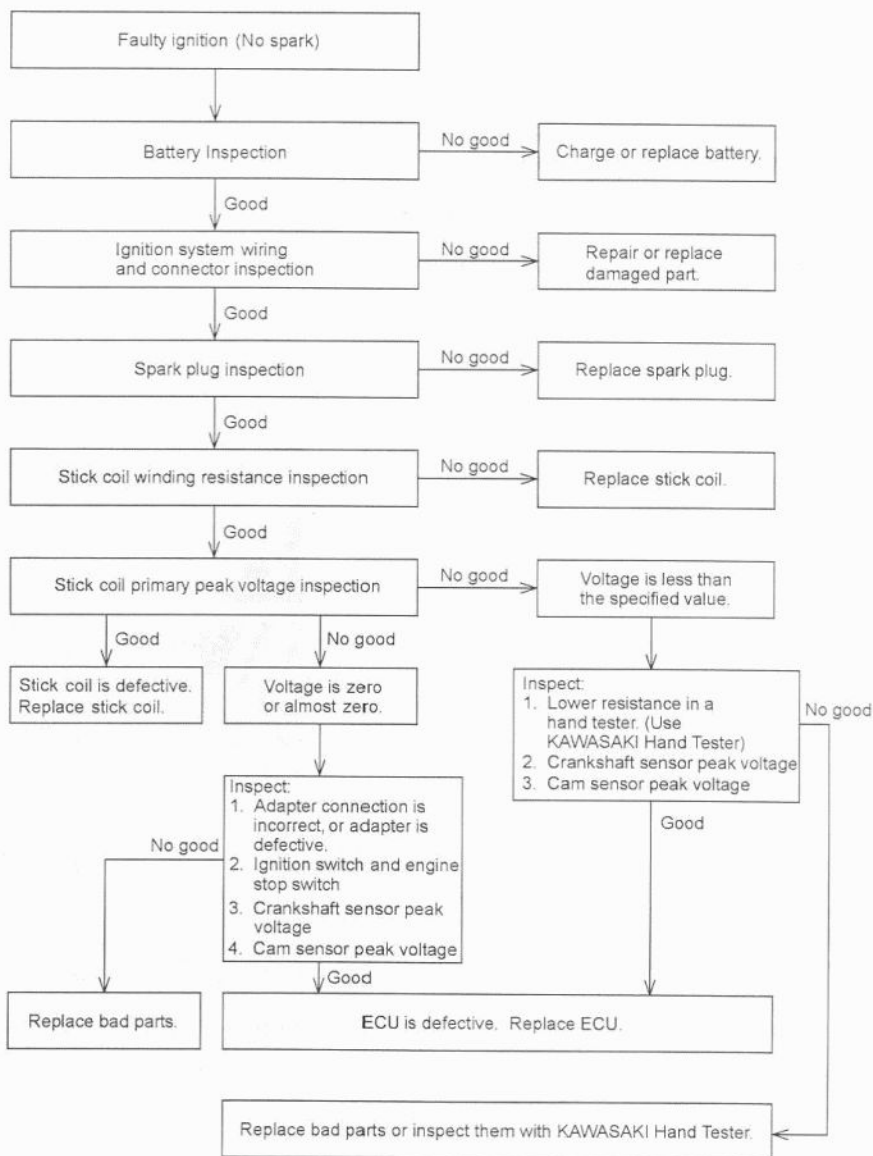 Faulty ignition (No spark)
Battery Inspection
No good
Charge or replace battery.
Good
Ignition system wiring
and connector inspection
No good
Repair or replace
damaged part.
Good
Spark plug inspection
No good
Replace spark plug.
Good
Stick coil winding resistance inspection
No good
Replace stick coil.
Good
Stick coil primary peak voltage inspection
No good
Voltage is less than
the specified value.
Good
No good
Stick coil is defective.
Replace stick coil.
Voltage is zero
or almost zero.
Inspect:
1. Lower resistance in a
hand tester. (Use
KAWASAKI Hand Tester)
2. Crankshaft sensor peak voltage
3. Cam sensor peak voltage
No good
Good
Inspect:
1. Adapter connection is
incorrect, or adapter is
defective.
2. Ignition switch and engine
stop switch
3. Crankshaft sensor peak
voltage
4. Cam sensor peak voltage
No good
Good
Replace bad parts.
ECU is defective. Replace ECU.
Replace bad parts or inspect them with KAWASAKI Hand Tester.